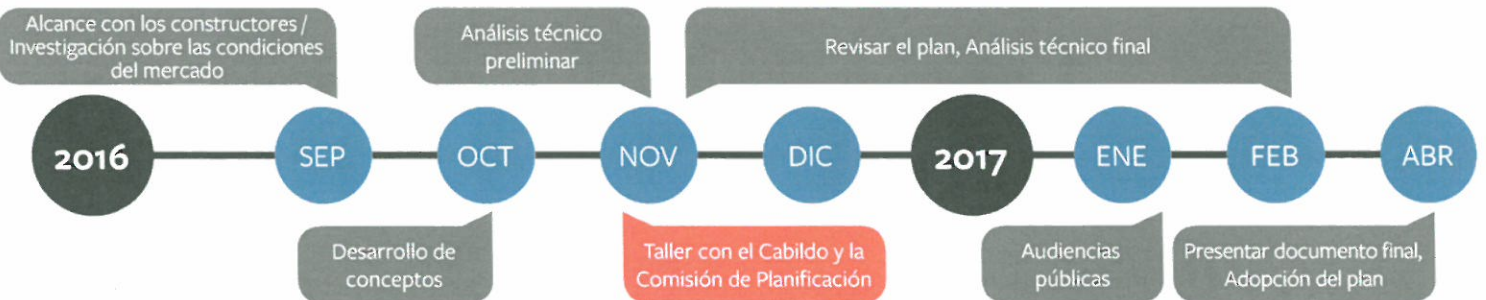 Alcance con los constructores /
Investigación sobre las condiciones
del mercado
Análisis técnico
preliminar
Revisar el plan, Análisis técnico final
2016
SEP
OCT
NOV
DIC
2017
ENE
FEB
ABR
Desarrollo de
conceptos
Taller con el Cabildo y la
Comisión de Planificación
Audiencias
públicas
Presentar documento final,
Adopción del plan